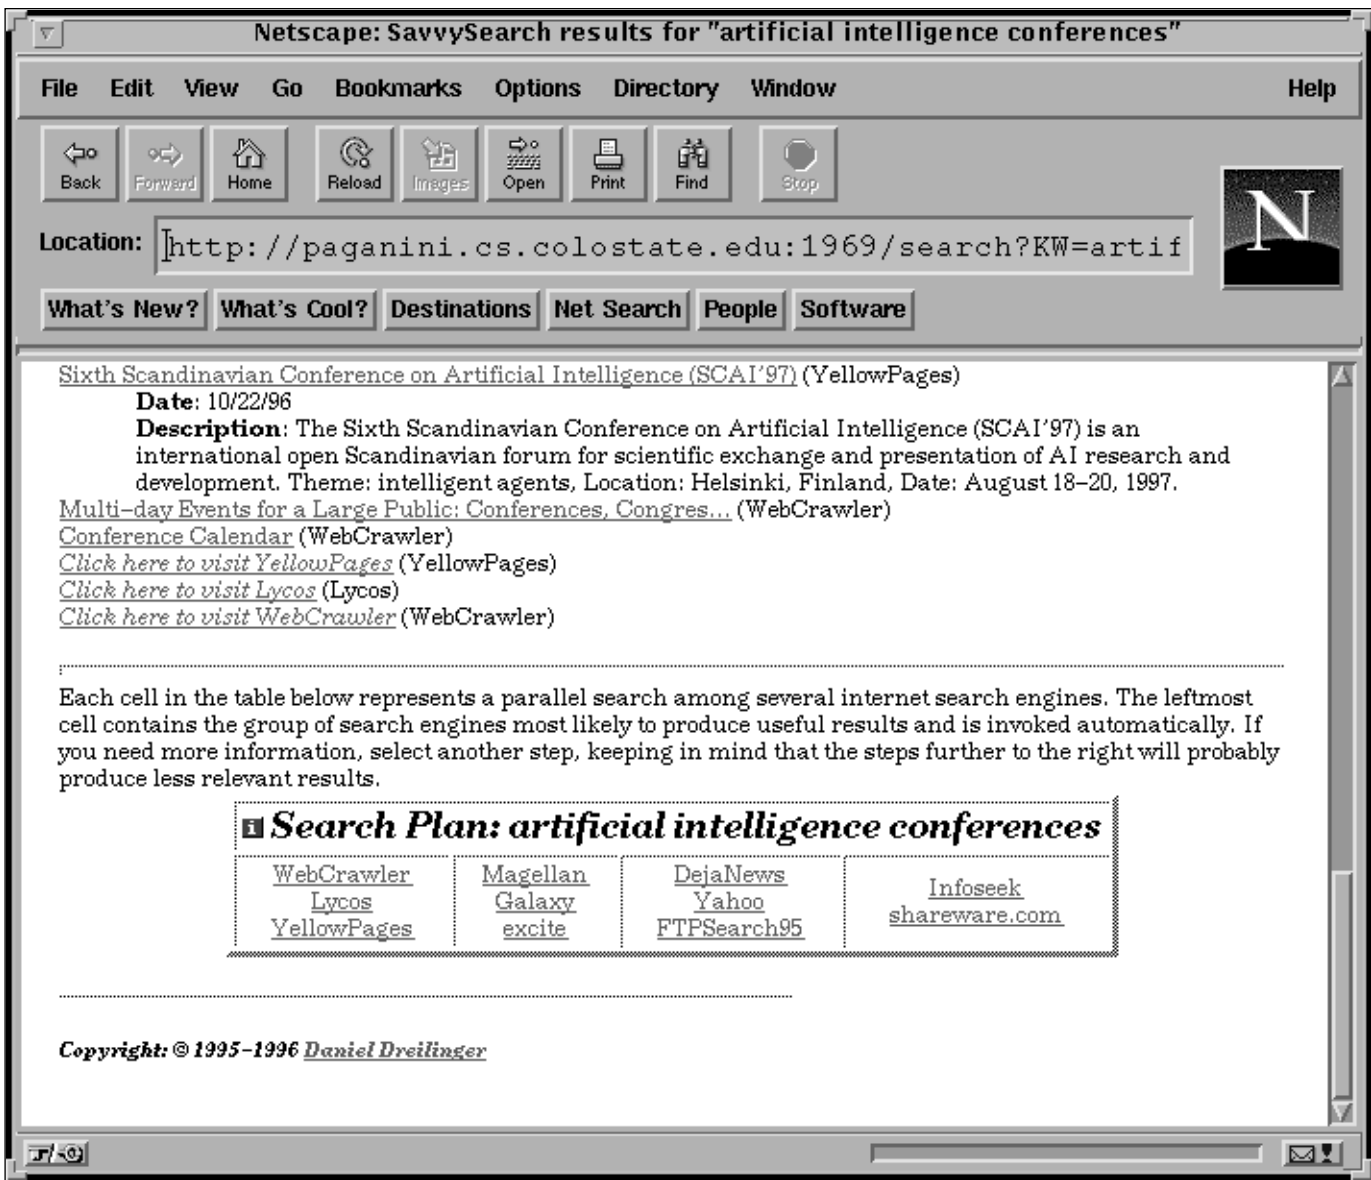 Netscape: SavvySearch results for "artificial intelligence conferences"
File Edit View Go Bookmarks Options Directory Window Help
Back Forward Home Reload Images Open Print Find Stop
N
Location: http://paganini.cs.colostate.edu:1969/search?KW=artif
What's New? What's Cool? Destinations Net Search People Software
Sixth Scandinavian Conference on Artificial Intelligence (SCAI'97) (YellowPages)
Date: 10/22/96
Description: The Sixth Scandinavian Conference on Artificial Intelligence (SCAI'97) is an
international open Scandinavian forum for scientific exchange and presentation of AI research and
development. Theme: intelligent agents, Location: Helsinki, Finland, Date: August 18-20, 1997.
Multi-day Events for a Large Public: Conferences, Congres... (WebCrawler)
Conference Calendar (WebCrawler)
Click here to visit YellowPages (YellowPages)
Click here to visit Lycos (Lycos)
Click here to visit WebCrawler (WebCrawler)
Each cell in the table below represents a parallel search among several internet search engines. The leftmost
cell contains the group of search engines most likely to produce useful results and is invoked automatically. If
you need more information, select another step, keeping in mind that the steps further to the right will probably
produce less relevant results.
i Search Plan: artificial intelligence conferences
WebCrawler Magellan DejaNews Infoseek
Lycos Galaxy Yahoo shareware.com
YellowPages excite FTPSearch95
Copyright: © 1995-1996 Daniel Dreilinger